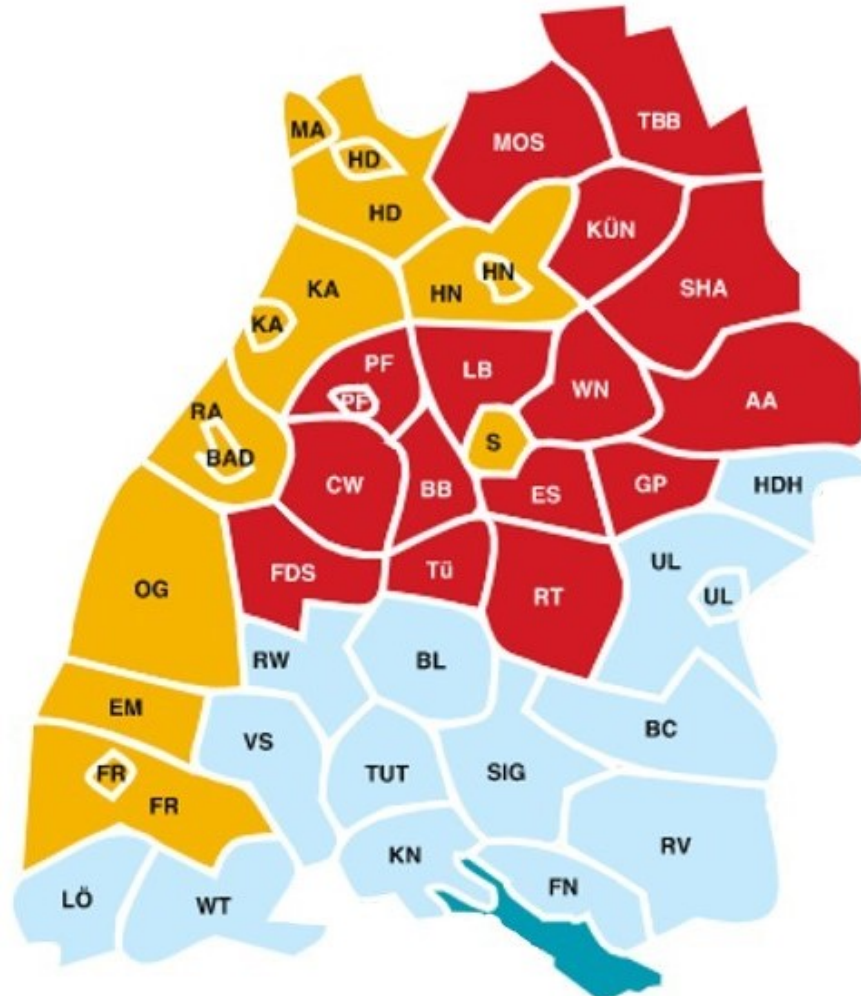 TBB
MA
MOS
HD
HD
KÜN
HN
HN
KA
SHA
KA
PF
LB
WN
PF
AA
RA
S
BAD
CW
BB
ES
GP
HDH
FDS
Tü
UL
OG
RT
UL
RW
BL
EM
VS
BC
FR
TUT
SIG
FR
RV
KN
LÖ
WT
FN